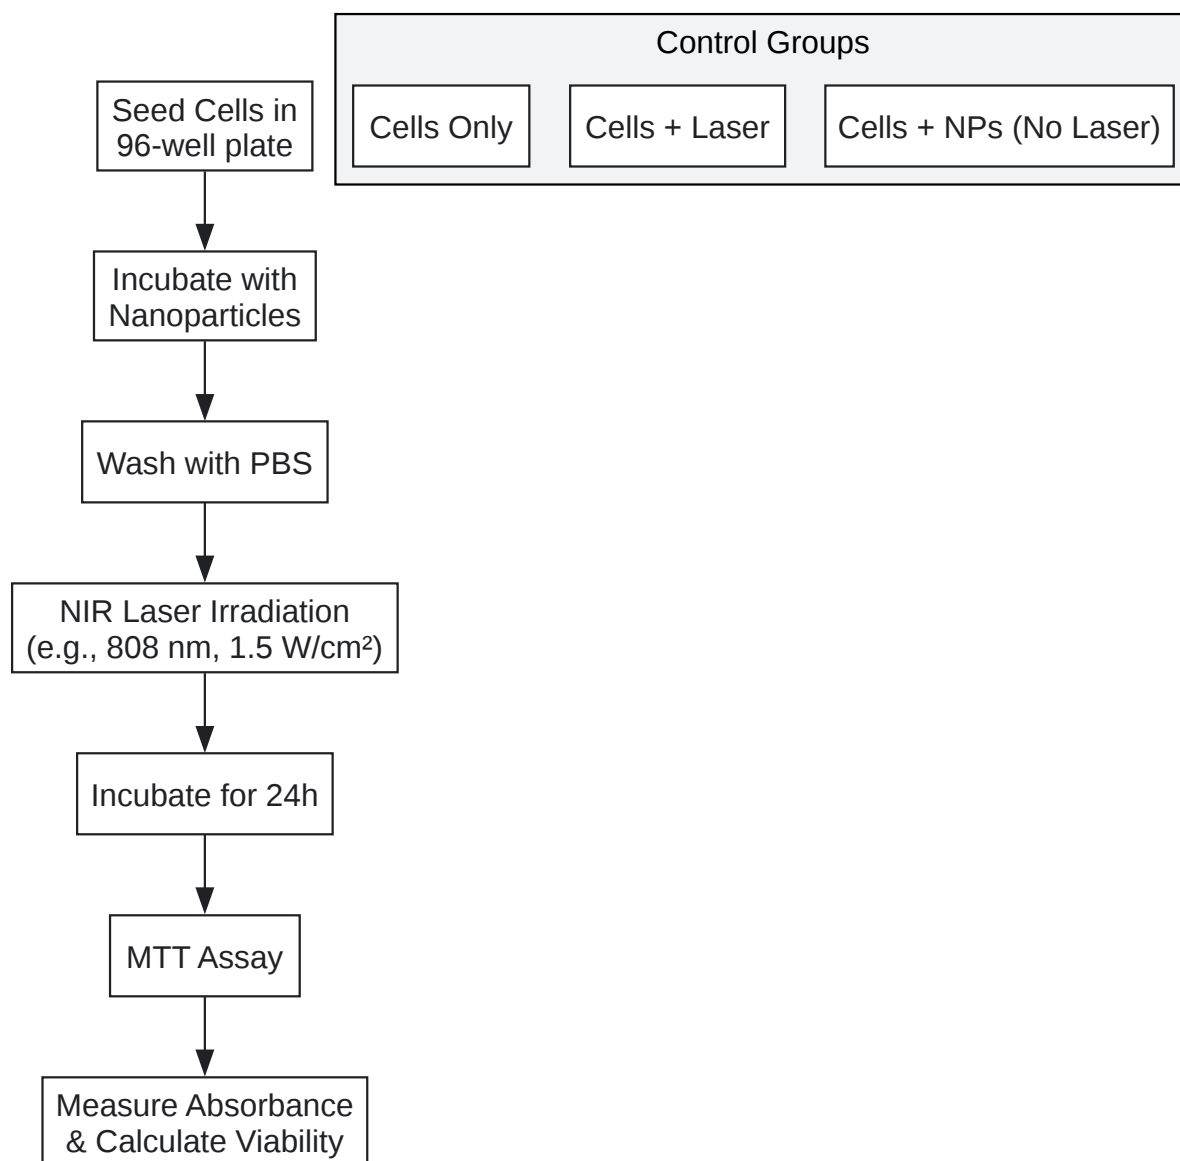 Control Groups
Cells Only
Cells + Laser
Cells + NPs (No Laser)
Seed Cells in
96-well plate
Incubate with
Nanoparticles
Wash with PBS
NIR Laser Irradiation
(e.g., 808 nm, 1.5 W/cm²)
Incubate for 24h
MTT Assay
Measure Absorbance
& Calculate Viability